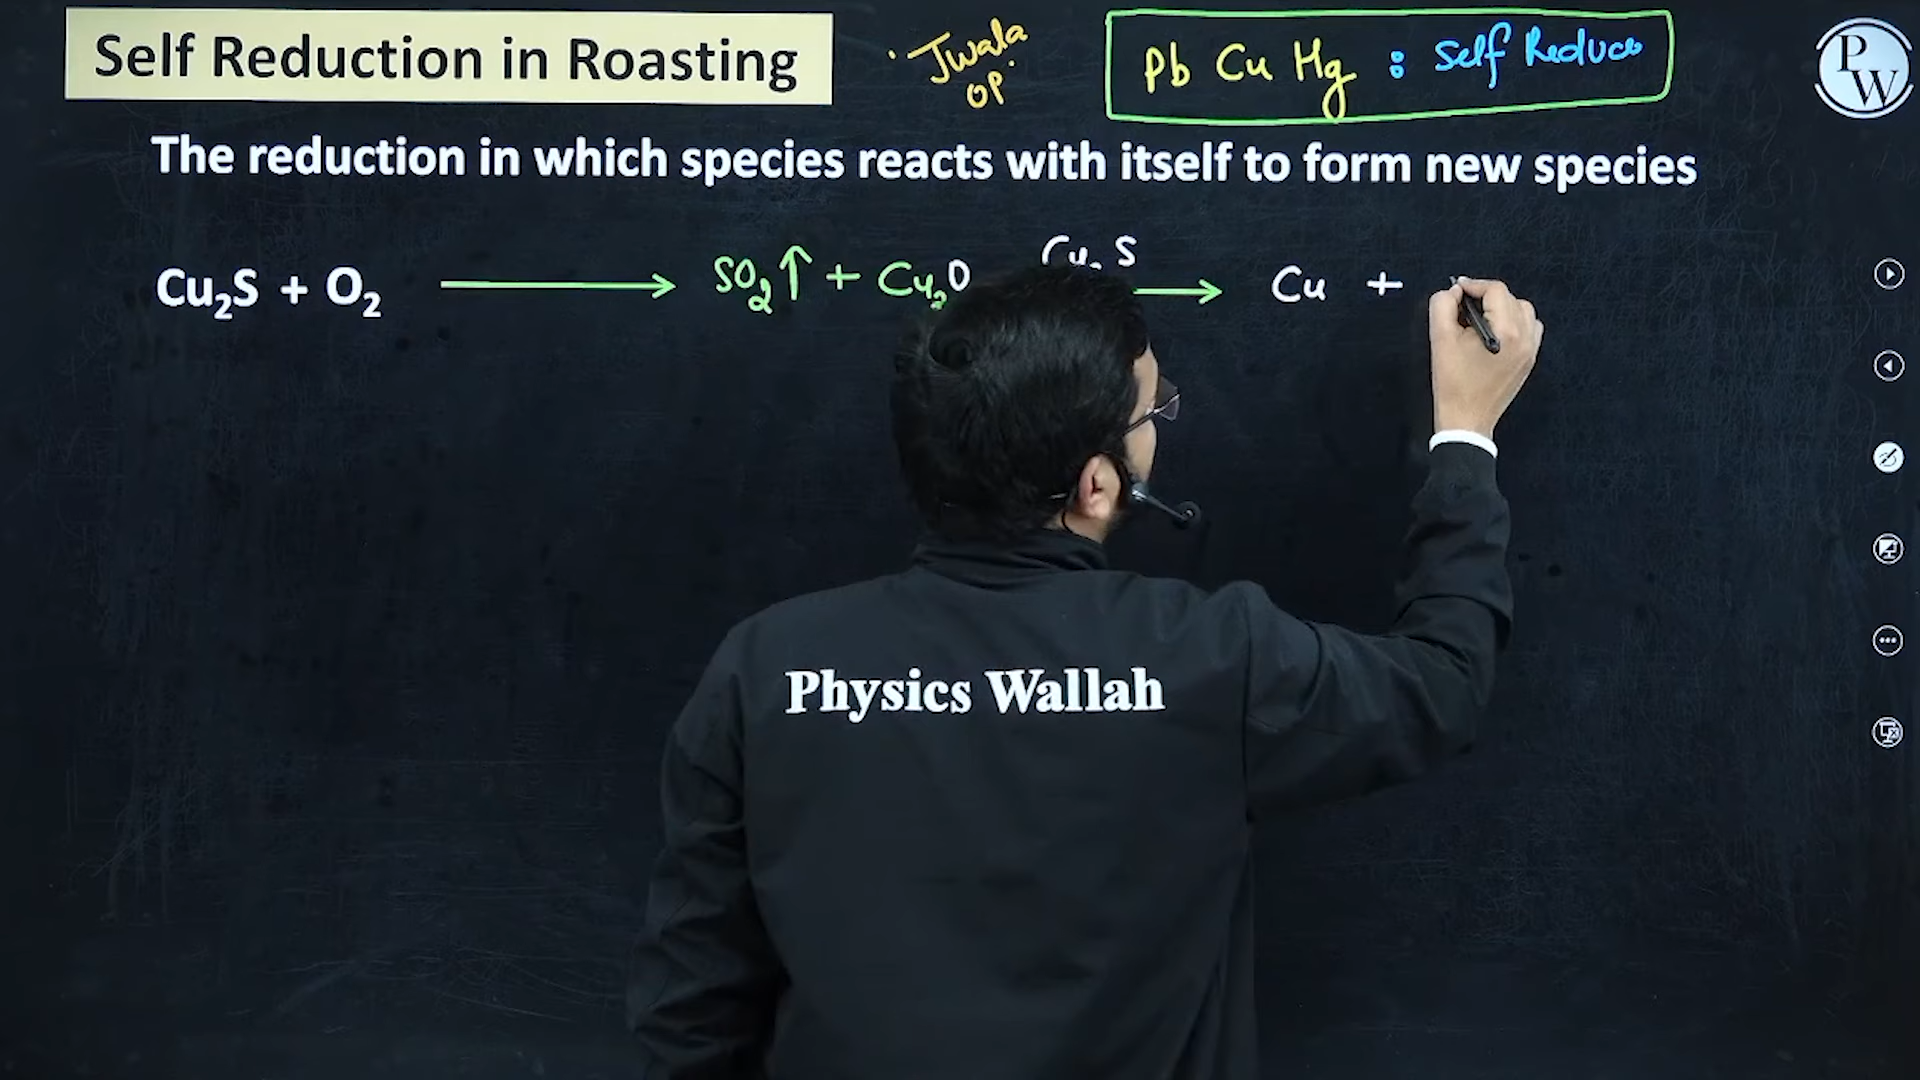 Self Reduction in Roasting
Jwala
OP
Pb Cu Hg : Self Reduce
PW
The reduction in which species reacts with itself to form new species
Cu₂S + O₂ → SO₂↑ + Cu₂O Cu₂S → Cu +
Physics Wallah